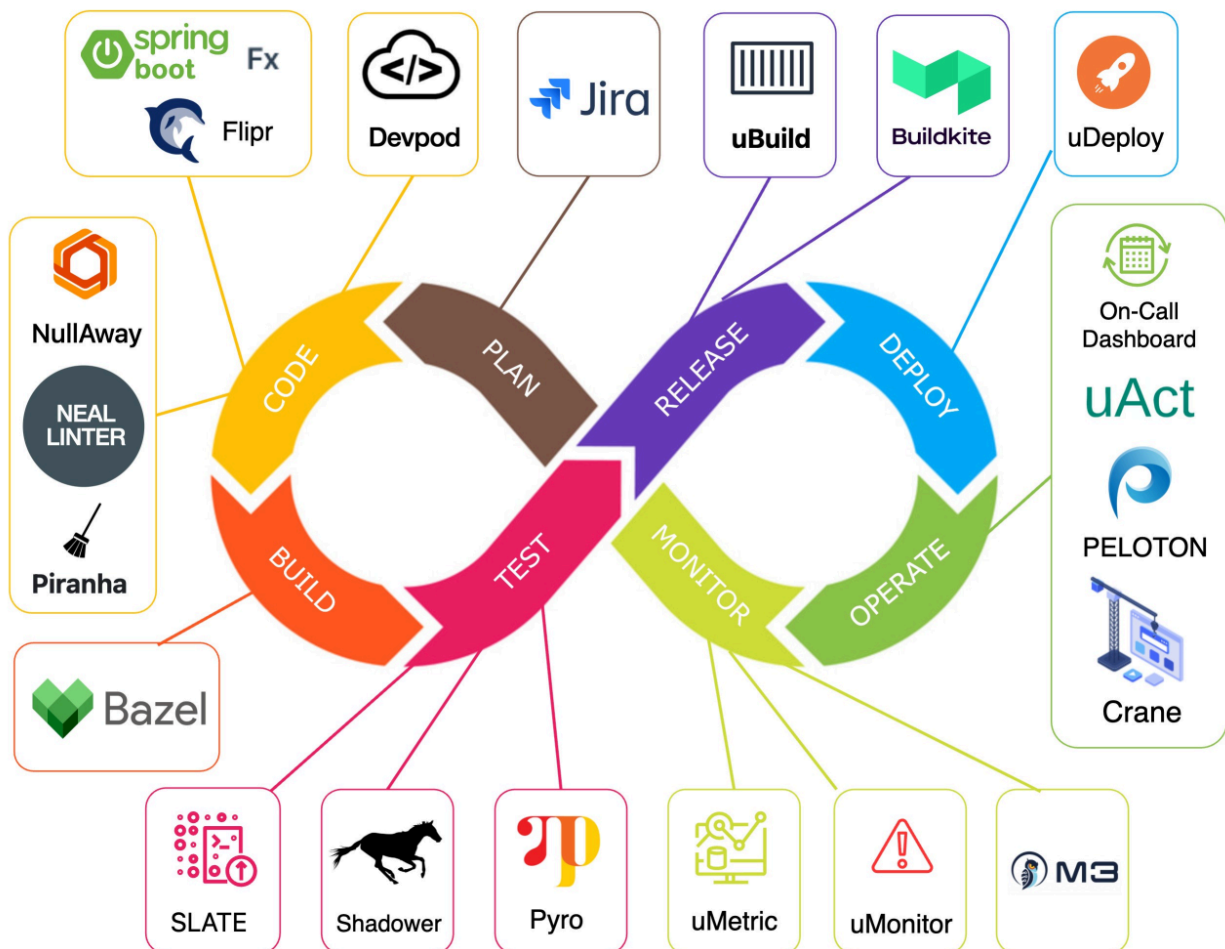 spring
boot
Fx
Flipr
Devpod
Jira
uBuild
Buildkite
uDeploy
NullAway
NEAL
LINTER
Piranha
On-Call
Dashboard
uAct
PELOTON
Crane
CODE
PLAN
RELEASE
DEPLOY
BUILD
TEST
MONITOR
OPERATE
Bazel
SLATE
Shadower
Pyro
uMetric
uMonitor
M3